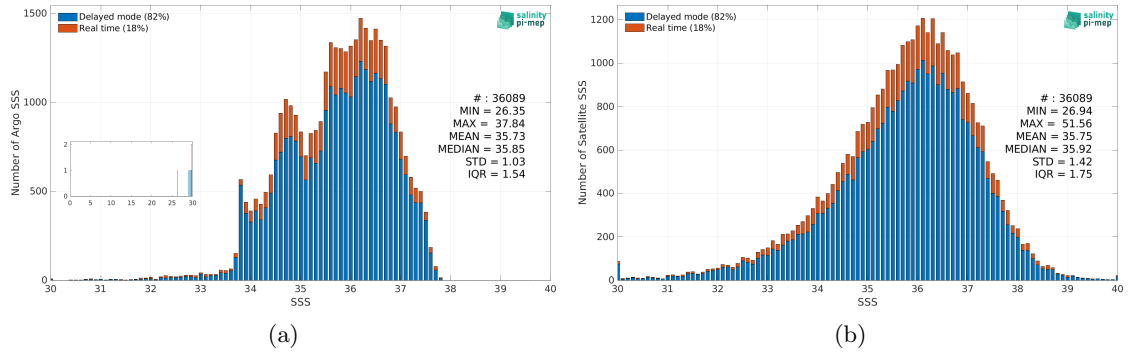 Delayed mode (82%)
Real time (18%)
salinity
pi-mep
Number of Argo SSS
1500
1000
500
0
# : 36089
MIN = 26.35
MAX = 37.84
MEAN = 35.73
MEDIAN = 35.85
STD = 1.03
IQR = 1.54
2
1
0
0 5 10 15 20 25 30
30 31 32 33 34 35 36 37 38 39 40
SSS
(a)
Delayed mode (82%)
Real time (18%)
salinity
pi-mep
Number of Satellite SSS
1200
1000
800
600
400
200
0
# : 36089
MIN = 26.94
MAX = 51.56
MEAN = 35.75
MEDIAN = 35.92
STD = 1.42
IQR = 1.75
30 31 32 33 34 35 36 37 38 39 40
SSS
(b)